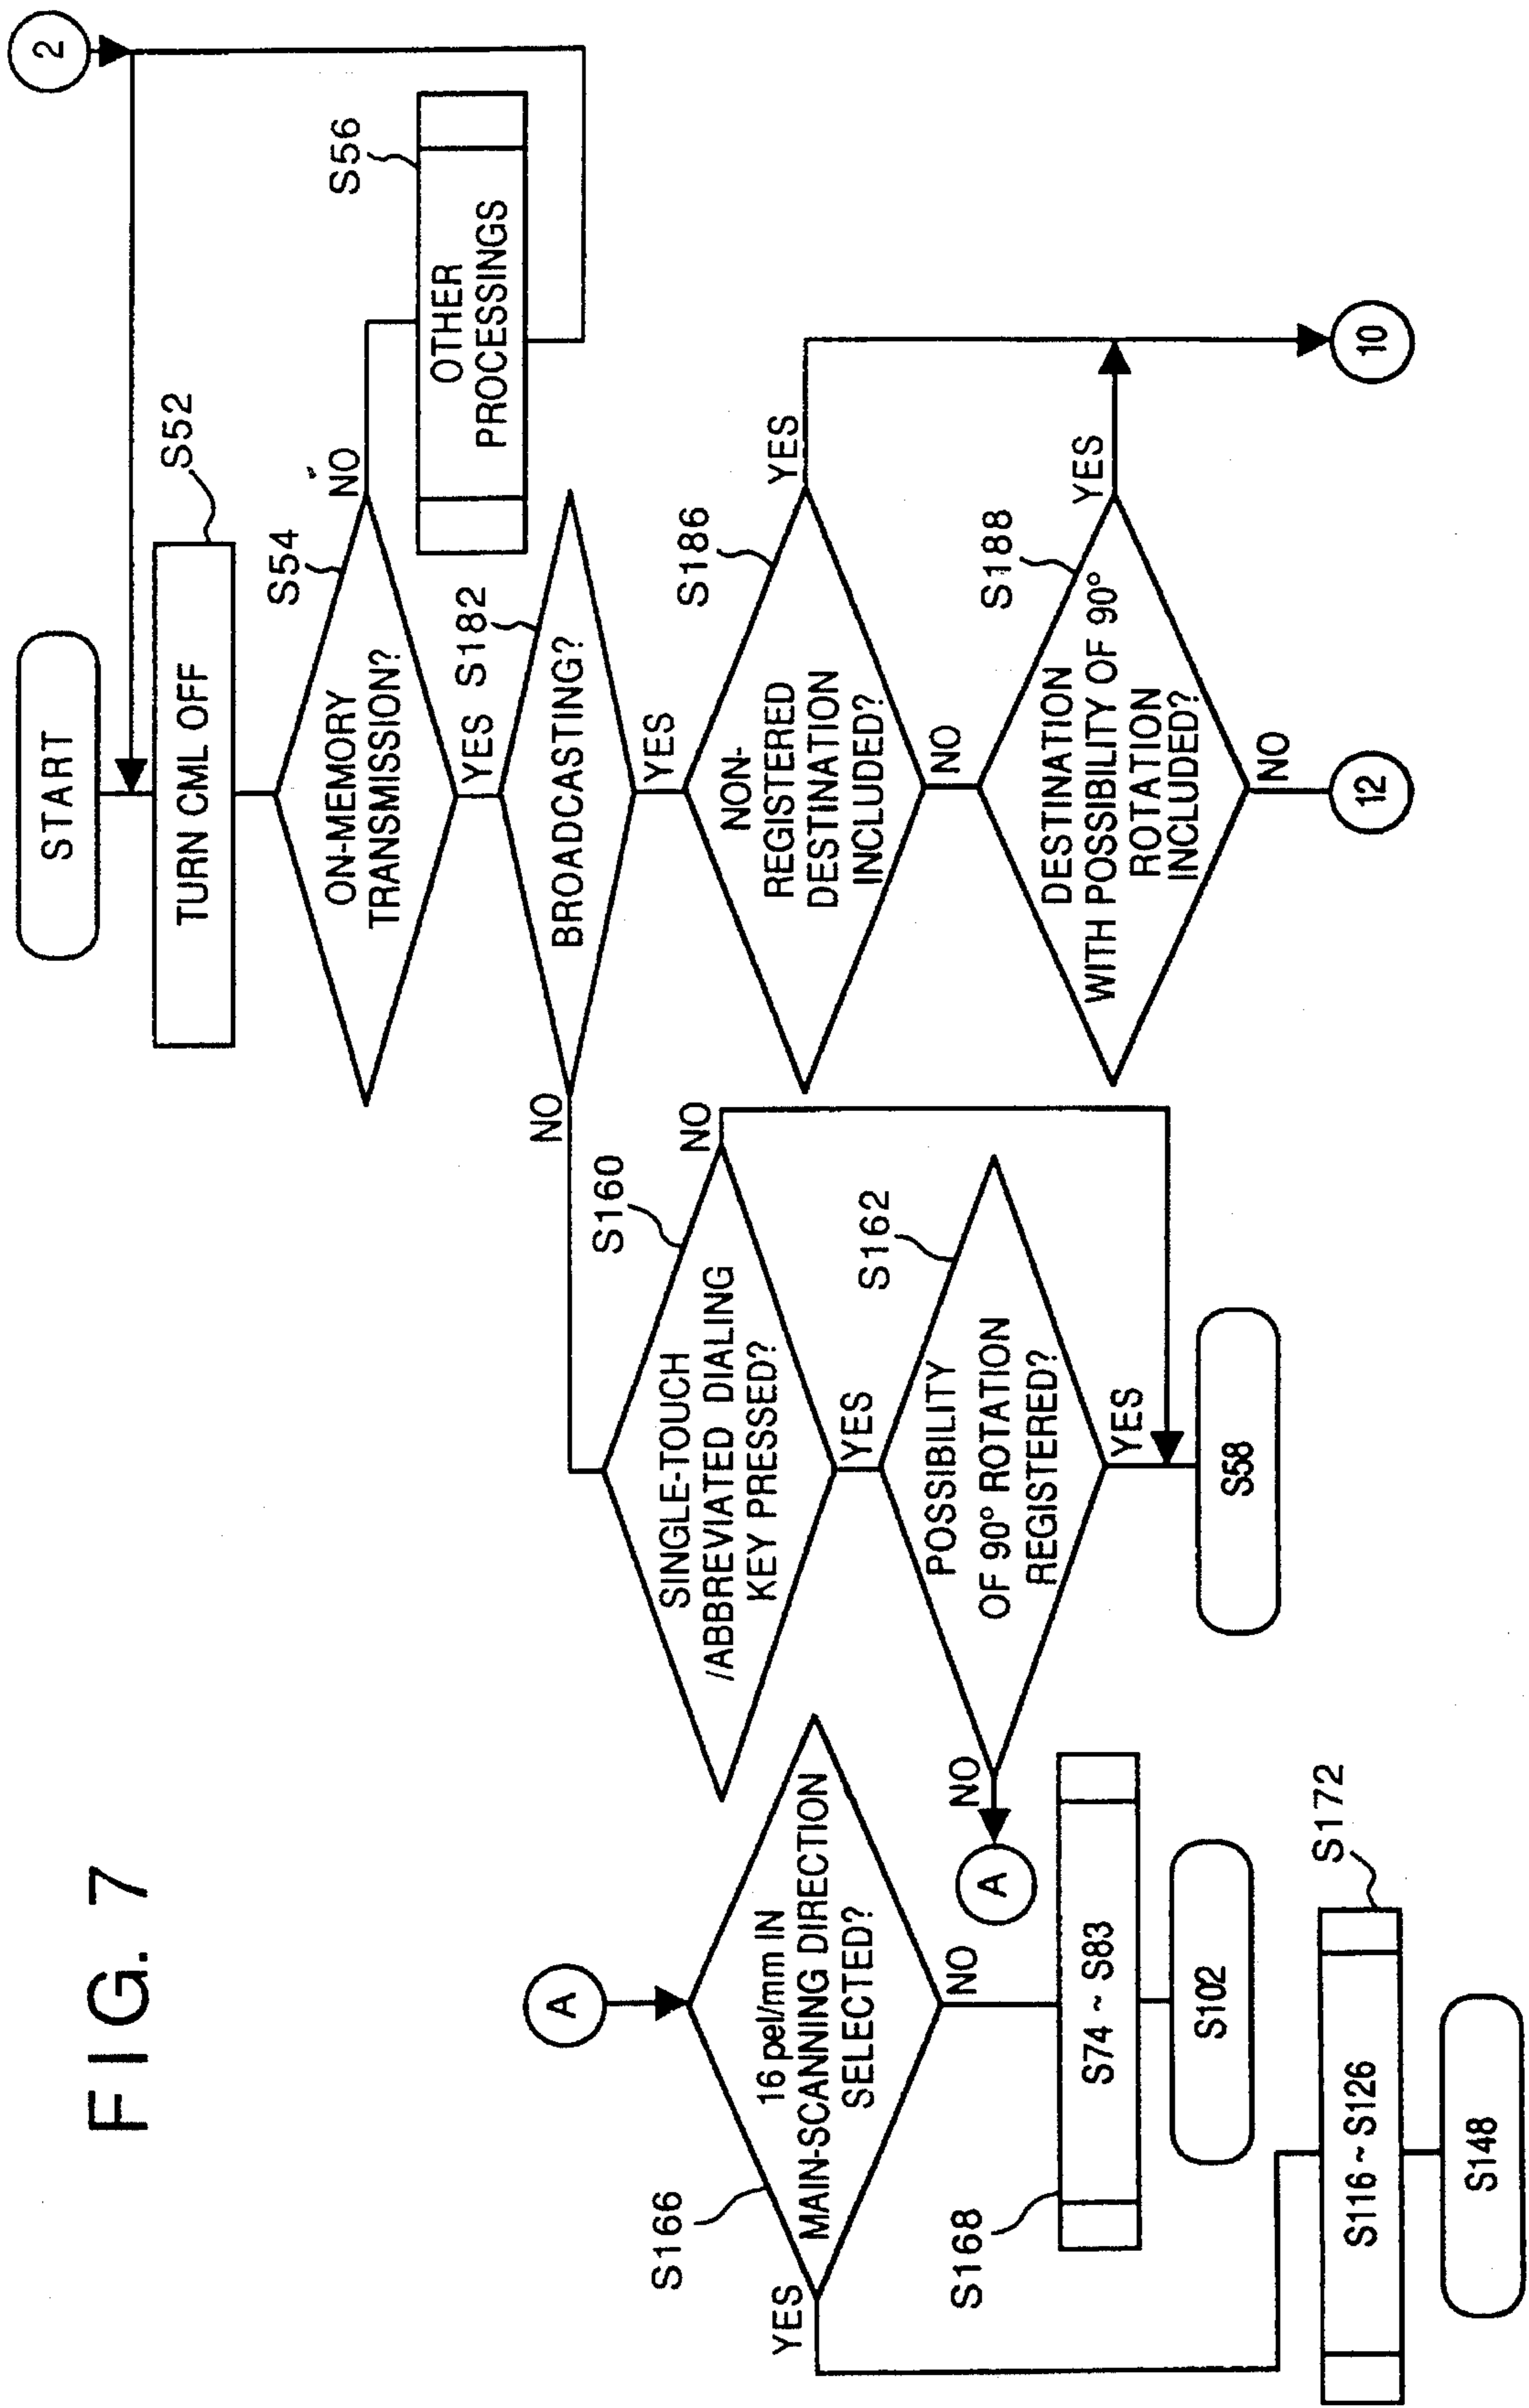 FIG. 7
START
2
TURN CML OFF
S52
S54
ON-MEMORY
TRANSMISSION?
NO
S56
OTHER
PROCESSINGS
YES
S182
BROADCASTING?
NO
YES
S186
NON-
REGISTERED
DESTINATION
INCLUDED?
YES
NO
S188
DESTINATION
WITH POSSIBILITY OF 90°
ROTATION
INCLUDED?
YES
10
NO
12
S160
SINGLE-TOUCH
/ABBREVIATED DIALING
KEY PRESSED?
NO
YES
S162
POSSIBILITY
OF 90° ROTATION
REGISTERED?
NO
A
YES
S58
A
S166
16 pel/mm IN
MAIN-SCANNING DIRECTION
SELECTED?
YES
NO
S168
S74 ~ S83
S102
S172
S116 ~ S126
S148